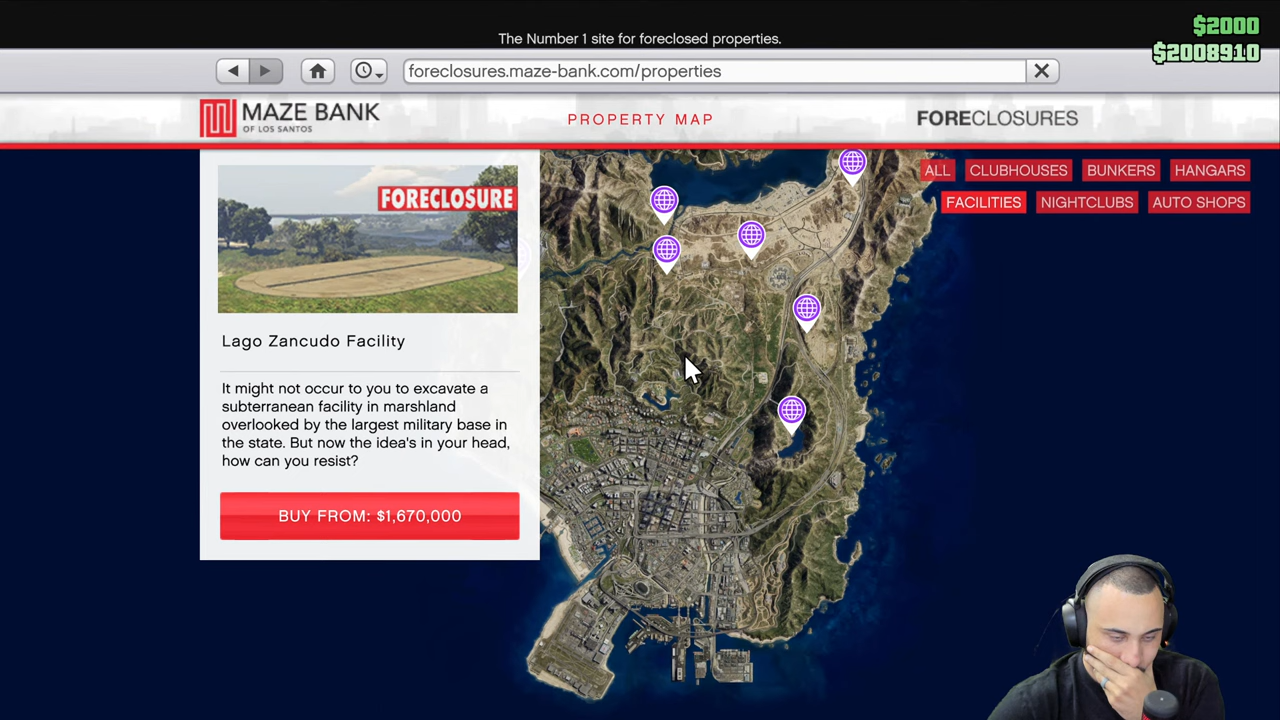 $2000
The Number 1 site for foreclosed properties.
$2008910
foreclosures.maze-bank.com/properties
MAZE BANK
OF LOS SANTOS
PROPERTY MAP
FORECLOSURES
ALL CLUBHOUSES BUNKERS HANGARS
FACILITIES NIGHTCLUBS AUTO SHOPS
FORECLOSURE
Lago Zancudo Facility
It might not occur to you to excavate a
subterranean facility in marshland
overlooked by the largest military base in
the state. But now the idea's in your head,
how can you resist?
BUY FROM: $1,670,000